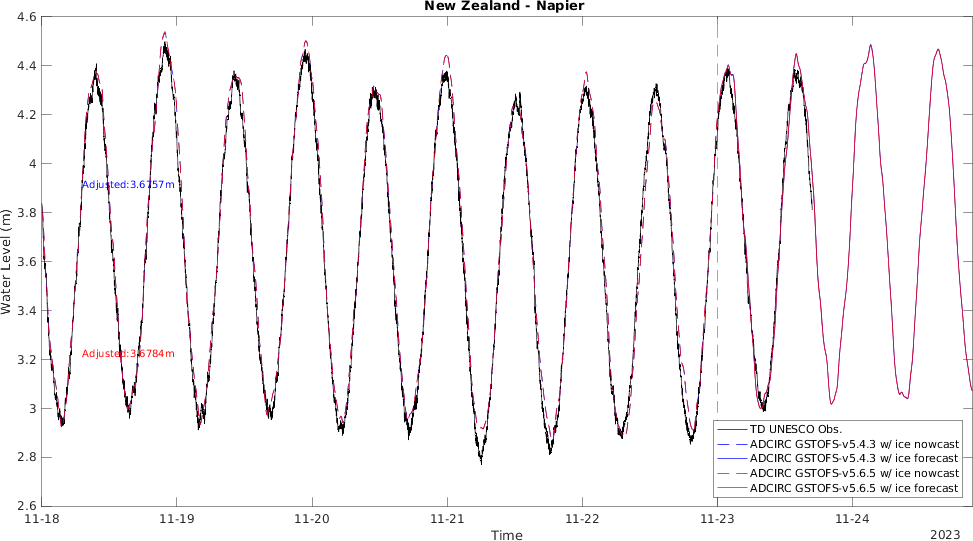 New Zealand - Napier
4.6
4.4
4.2
4
3.8
3.6
3.4
3.2
3
2.8
2.6
Water Level (m)
Adjusted:3.6757m
Adjusted:3.6784m
TD UNESCO Obs.
ADCIRC GSTOFS-v5.4.3 w/ ice nowcast
ADCIRC GSTOFS-v5.4.3 w/ ice forecast
ADCIRC GSTOFS-v5.6.5 w/ ice nowcast
ADCIRC GSTOFS-v5.6.5 w/ ice forecast
11-18 11-19 11-20 11-21 11-22 11-23 11-24
Time
2023